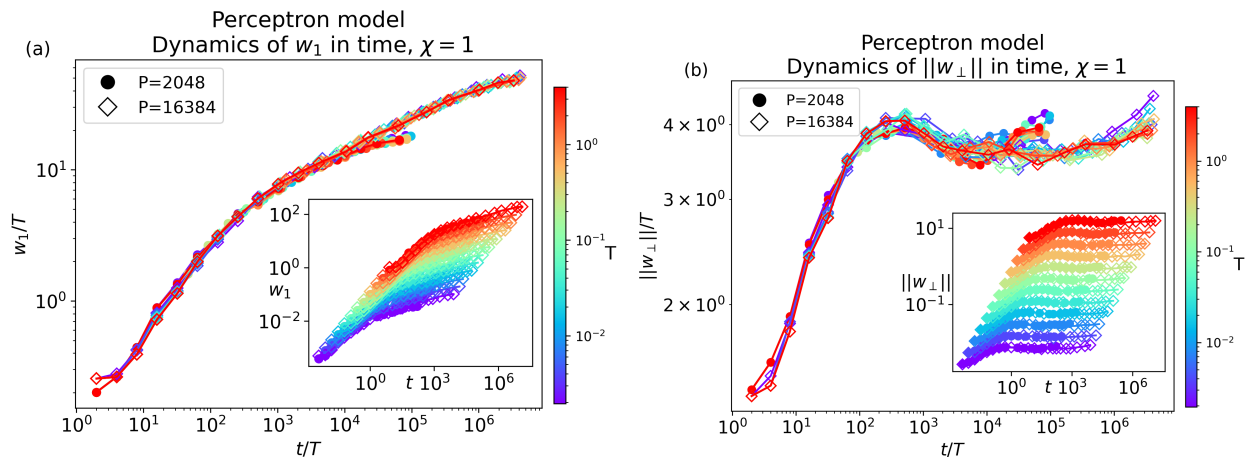 Perceptron model
(a) Dynamics of w₁ in time, χ = 1
P=2048
P=16384
w₁/T
10¹
10⁰
10⁰ 10¹ 10² 10³ 10⁴ 10⁵ 10⁶
t/T
10²
10⁰
w₁
10⁻²
10⁰ t 10³ 10⁶
10⁰
10⁻¹
10⁻²
T
Perceptron model
(b) Dynamics of ||w⊥|| in time, χ = 1
P=2048
P=16384
||w⊥||/T
4 × 10⁰
3 × 10⁰
2 × 10⁰
10⁰ 10¹ 10² 10³ 10⁴ 10⁵ 10⁶
t/T
10¹
||w⊥||
10⁻¹
10⁰ t 10³ 10⁶
10⁰
10⁻¹
10⁻²
T